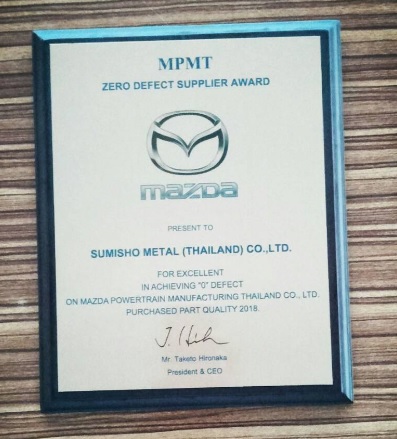 MPMT
ZERO DEFECT SUPPLIER AWARD
mazda
PRESENT TO
SUMISHO METAL (THAILAND) CO.,LTD.
FOR EXCELLENT
IN ACHIEVING "0" DEFECT
ON MAZDA POWERTRAIN MANUFACTURING THAILAND CO., LTD.
PURCHASED PART QUALITY 2018.
Mr. Taketo Hironaka
President & CEO